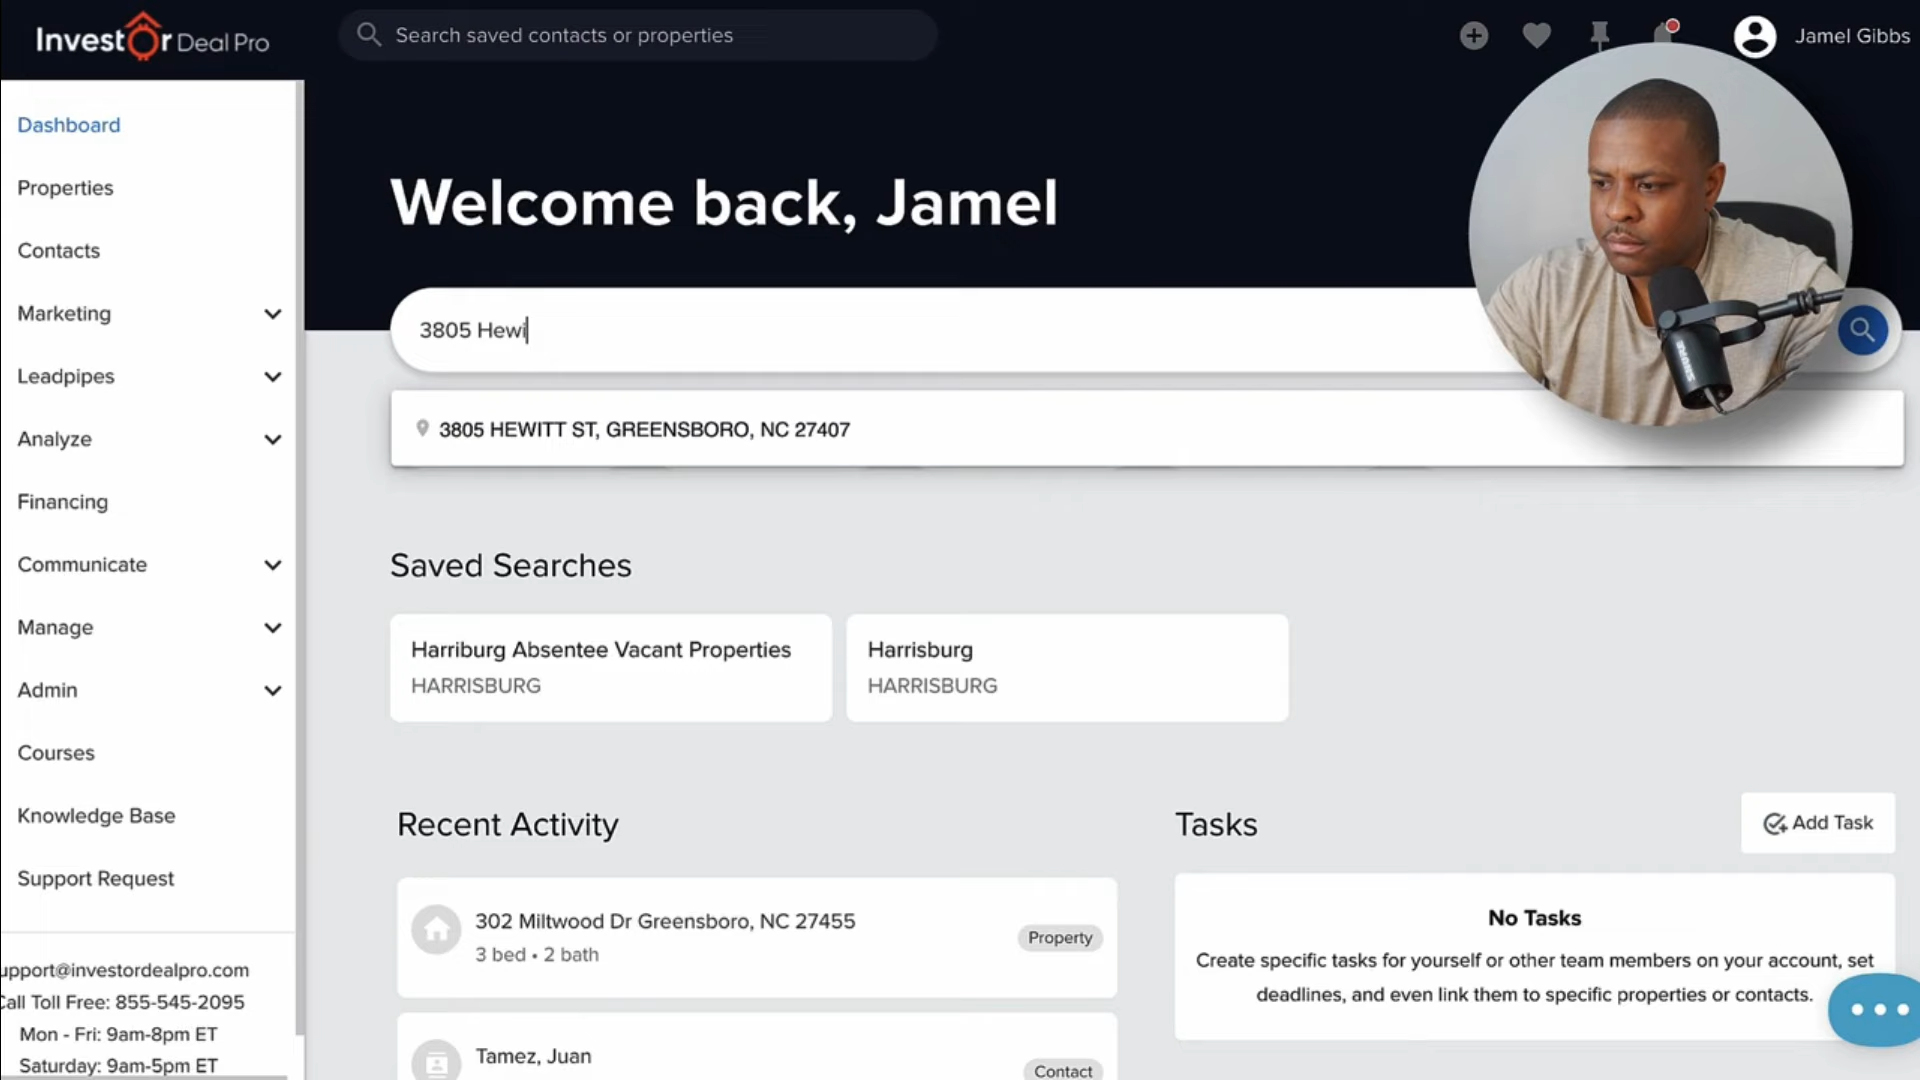 InvestOr Deal Pro
Search saved contacts or properties
Jamel Gibbs
Dashboard
Properties
Contacts
Marketing
Leadpipes
Analyze
Financing
Communicate
Manage
Admin
Courses
Knowledge Base
Support Request
upport@investordealpro.com
Call Toll Free: 855-545-2095
Mon - Fri: 9am-8pm ET
Saturday: 9am-5pm ET
Welcome back, Jamel
3805 Hewi
3805 HEWITT ST, GREENSBORO, NC 27407
Saved Searches
Harriburg Absentee Vacant Properties
HARRISBURG
Harrisburg
HARRISBURG
Recent Activity
302 Miltwood Dr Greensboro, NC 27455
3 bed • 2 bath
Property
Tamez, Juan
Contact
Tasks
Add Task
No Tasks
Create specific tasks for yourself or other team members on your account, set
deadlines, and even link them to specific properties or contacts.
SHURE